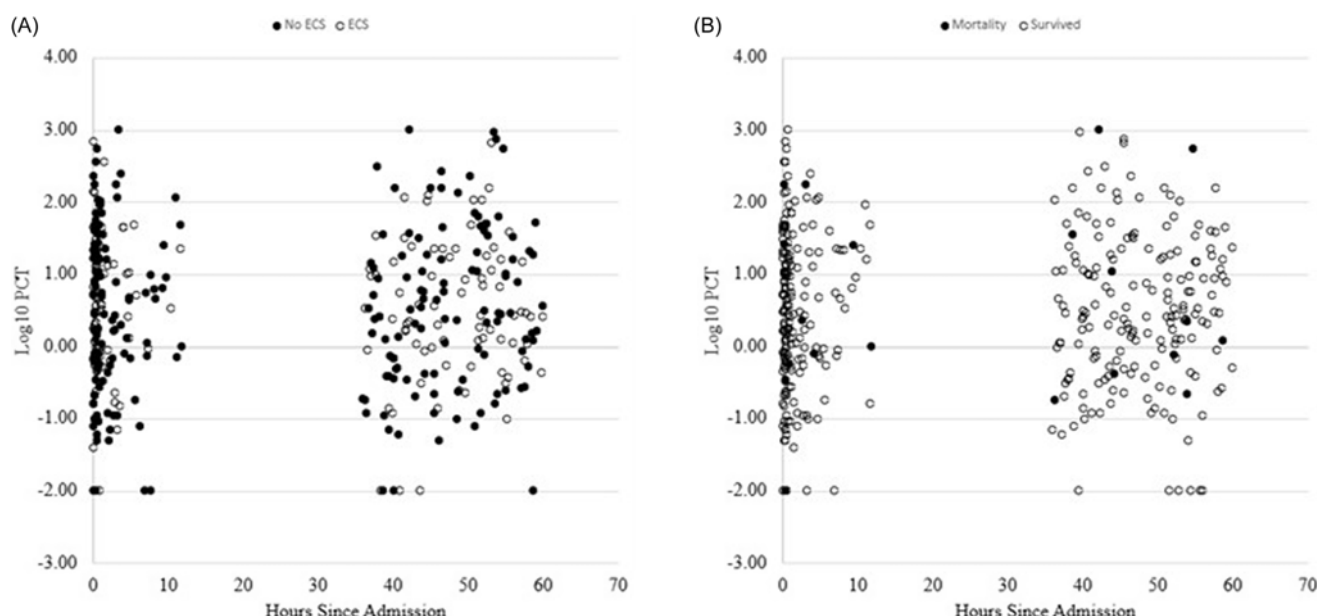 (A)
No ECS ECS
4.00
3.00
2.00
1.00
0.00
-1.00
-2.00
-3.00
Log10 PCT
0 10 20 30 40 50 60 70
Hours Since Admission
(B)
Mortality Survived
4.00
3.00
2.00
1.00
0.00
-1.00
-2.00
-3.00
Log10 PCT
0 10 20 30 40 50 60 70
Hours Since Admission